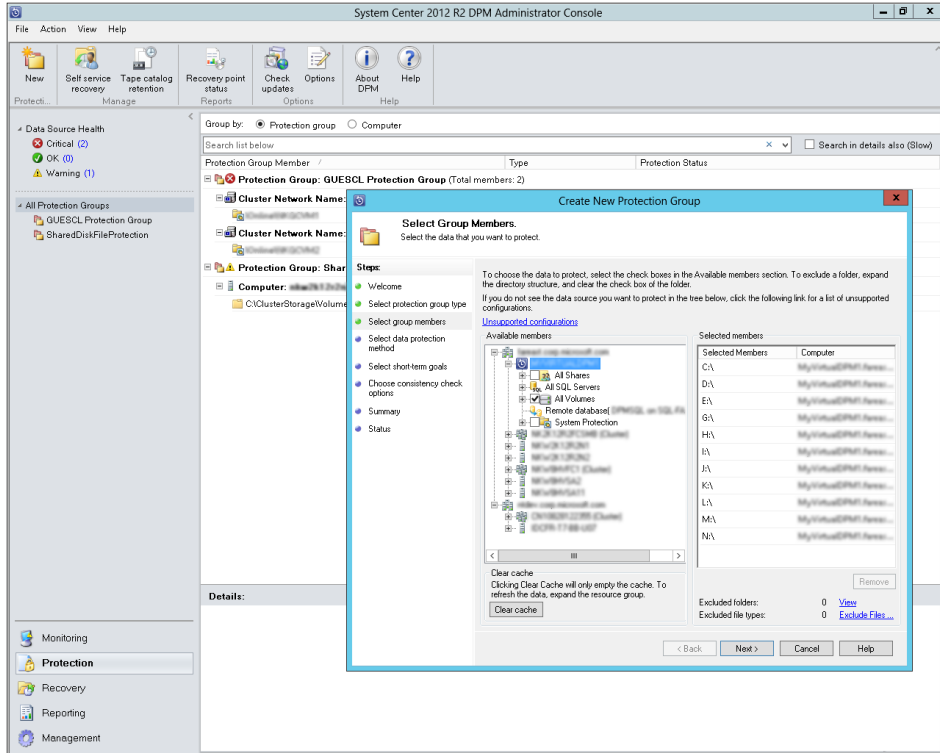 System Center 2012 R2 DPM Administrator Console
File Action View Help
New
Self service recovery
Tape catalog retention
Recovery point status
Check updates
Options
About DPM
Help
Protecti...
Manage
Reports
Options
Help
Data Source Health
Critical (2)
OK (0)
Warning (1)
All Protection Groups
GUESCL Protection Group
SharedDiskFileProtection
Group by: Protection group Computer
Search list below
Search in details also (Slow)
Protection Group Member / Type Protection Status
Protection Group: GUESCL Protection Group (Total members: 2)
Cluster Network Name:
Cluster Network Name:
Protection Group: Shar
Computer:
C:\ClusterStorage\Volume
Details:
Monitoring
Protection
Recovery
Reporting
Management
Create New Protection Group
Select Group Members.
Select the data that you want to protect.
Steps:
Welcome
Select protection group type
Select group members
Select data protection
method
Select short-term goals
Choose consistency check
options
Summary
Status
To choose the data to protect, select the check boxes in the Available members section. To exclude a folder, expand
the directory structure, and clear the check box of the folder.
If you do not see the data source you want to protect in the tree below, click the following link for a list of unsupported
configurations.
Unsupported configurations
Available members
All Shares
All SQL Servers
All Volumes
Remote database(
System Protection
Clear cache
Clicking Clear Cache will only empty the cache. To
refresh the data, expand the resource group.
Clear cache
Selected members
Selected Members Computer
C:\
D:\
E:\
G:\
H:\
I:\
J:\
K:\
L:\
M:\
N:\
Remove
Excluded folders: 0 View
Excluded file types: 0 Exclude Files ...
< Back Next > Cancel Help